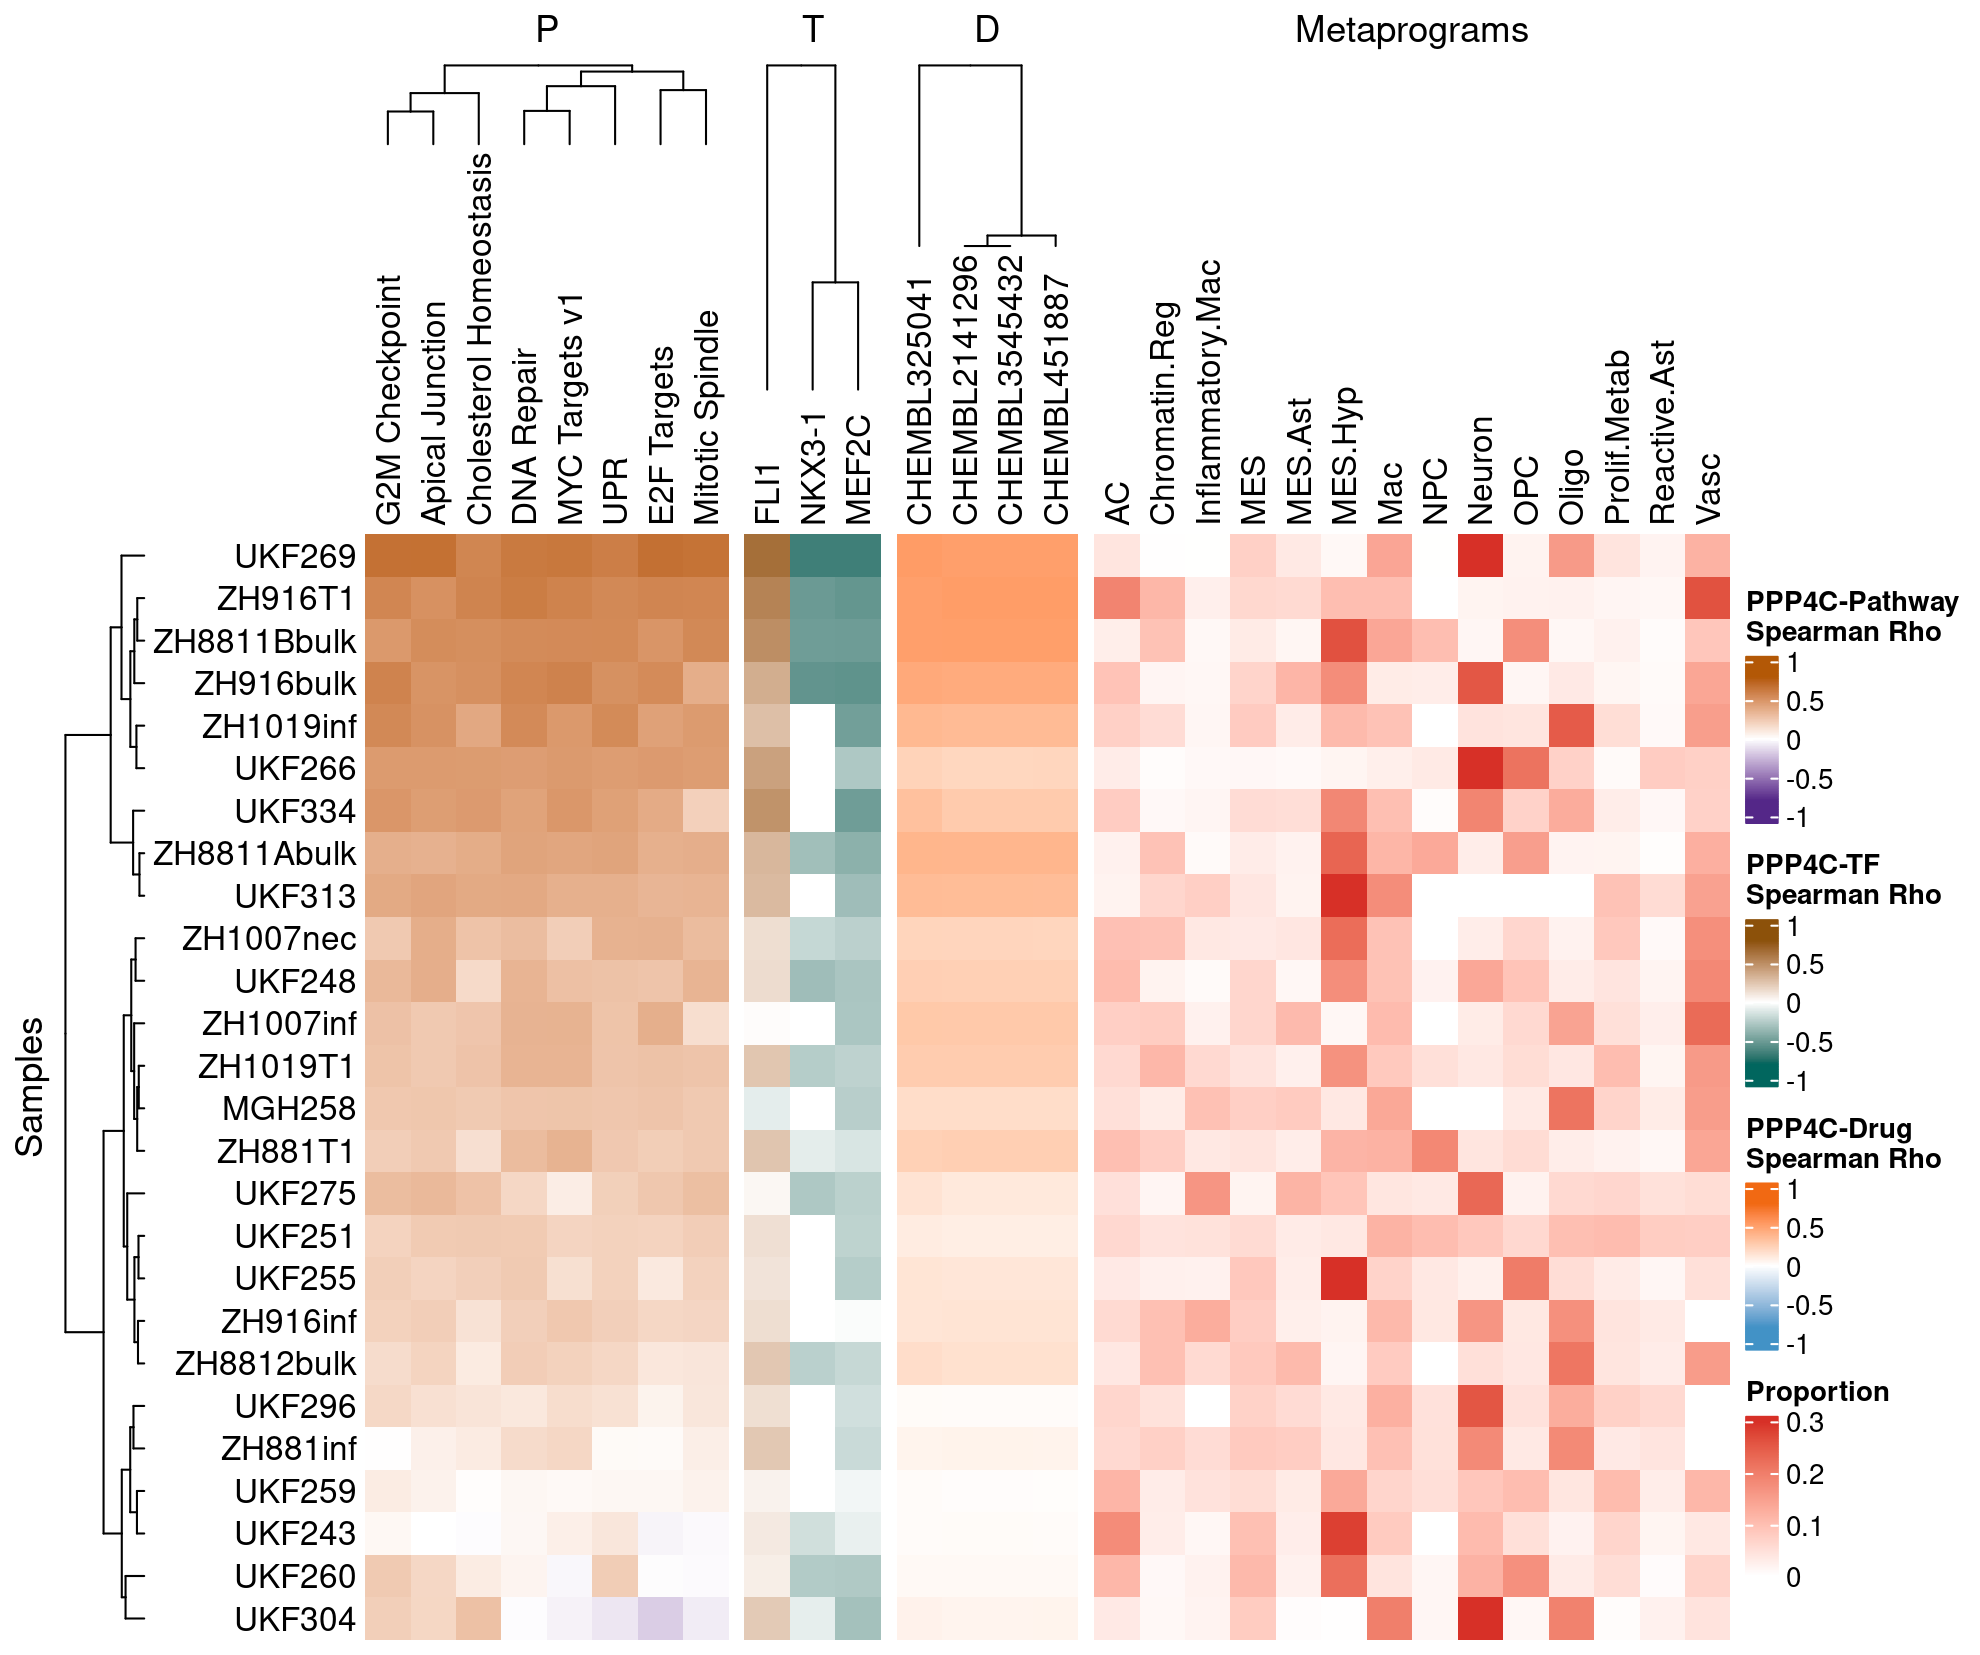 P
T
D
Metaprograms
G2M Checkpoint
Apical Junction
Cholesterol Homeostasis
DNA Repair
MYC Targets v1
UPR
E2F Targets
Mitotic Spindle
FLI1
NKX3-1
MEF2C
CHEMBL325041
CHEMBL2141296
CHEMBL3545432
CHEMBL451887
AC
Chromatin.Reg
Inflammatory.Mac
MES
MES.Ast
MES.Hyp
Mac
NPC
Neuron
OPC
Oligo
Prolif.Metab
Reactive.Ast
Vasc
Samples
UKF269
ZH916T1
ZH8811Bbulk
ZH916bulk
ZH1019inf
UKF266
UKF334
ZH8811Abulk
UKF313
ZH1007nec
UKF248
ZH1007inf
ZH1019T1
MGH258
ZH881T1
UKF275
UKF251
UKF255
ZH916inf
ZH8812bulk
UKF296
ZH881inf
UKF259
UKF243
UKF260
UKF304
PPP4C-Pathway
Spearman Rho
1
0.5
0
-0.5
-1
PPP4C-TF
Spearman Rho
1
0.5
0
-0.5
-1
PPP4C-Drug
Spearman Rho
1
0.5
0
-0.5
-1
Proportion
0.3
0.2
0.1
0